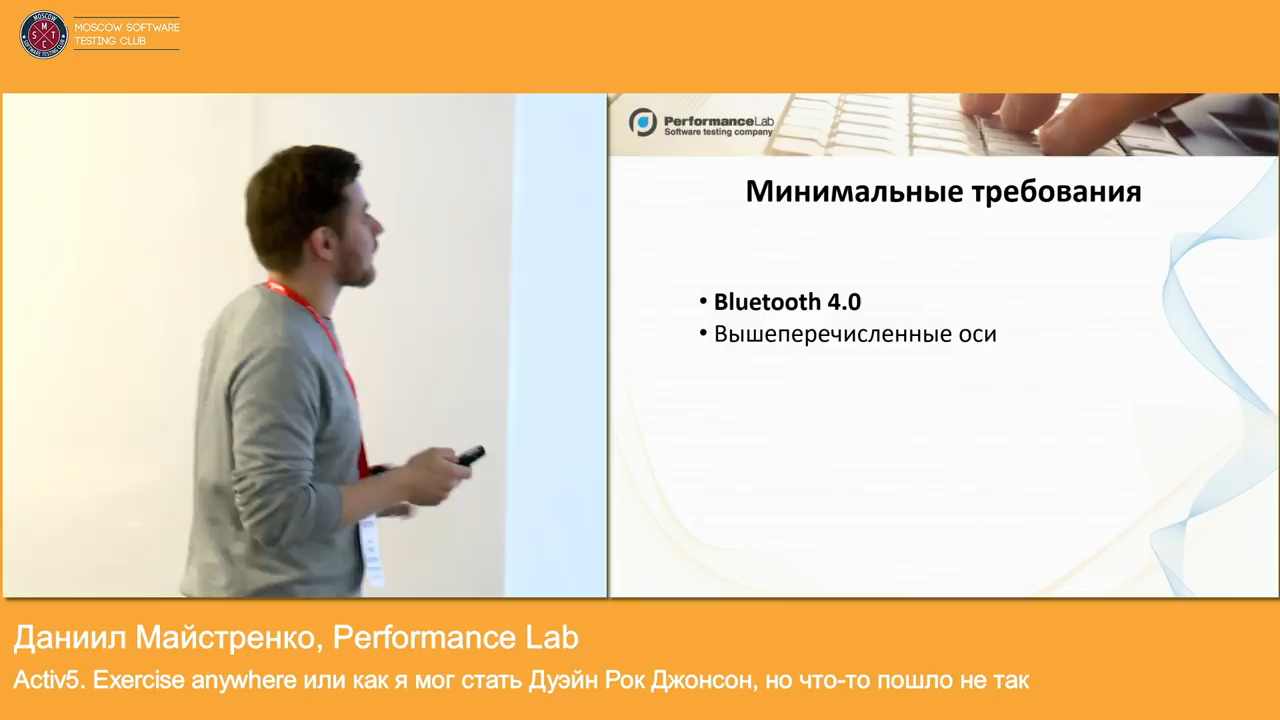 MOSCOW SOFTWARE
TESTING CLUB
PerformanceLab
Software testing company
Минимальные требования
• Bluetooth 4.0
• Вышеперечисленные оси
Даниил Майстренко, Performance Lab
Activ5. Exercise anywhere или как я мог стать Дуэйн Рок Джонсон, но что-то пошло не так